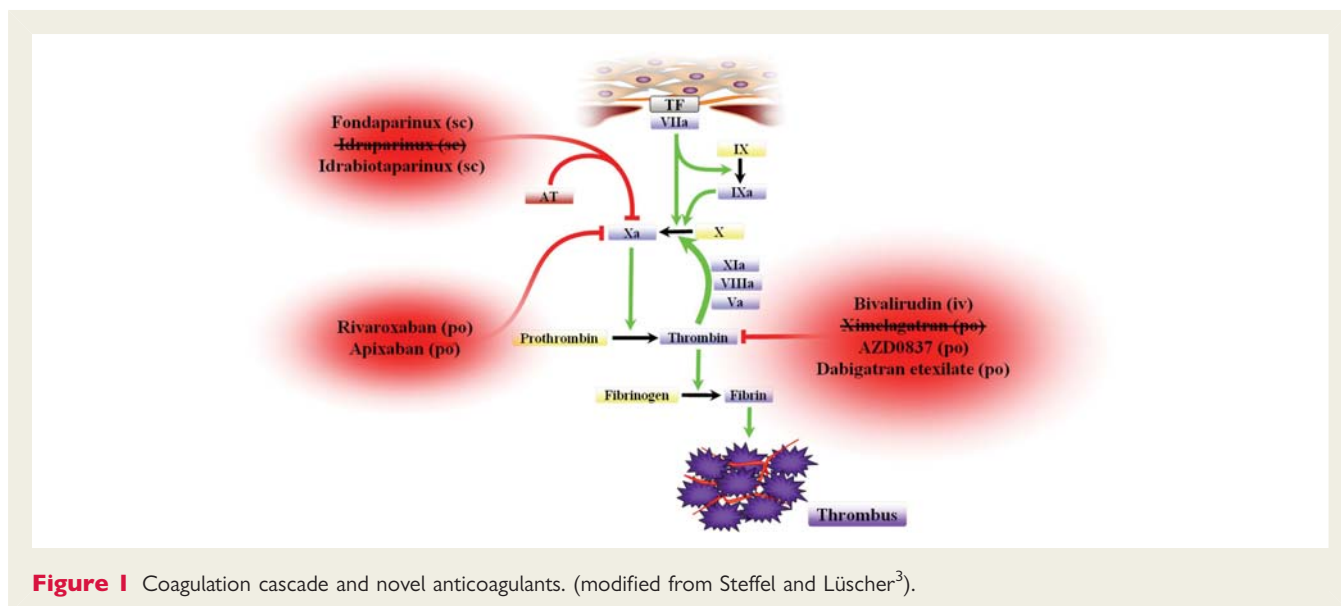 TF
VIIa
Fondaparinux (sc)
Idraparinux (sc)
Idrabiotaparinux (sc)
IX
IXa
AT
Xa
X
XIa
VIIIa
Va
Rivaroxaban (po)
Apixaban (po)
Bivalirudin (iv)
Ximelagatran (po)
AZD0837 (po)
Dabigatran etexilate (po)
Prothrombin
Thrombin
Fibrinogen
Fibrin
Thrombus
Figure 1 Coagulation cascade and novel anticoagulants. (modified from Steffel and Lüscher³).